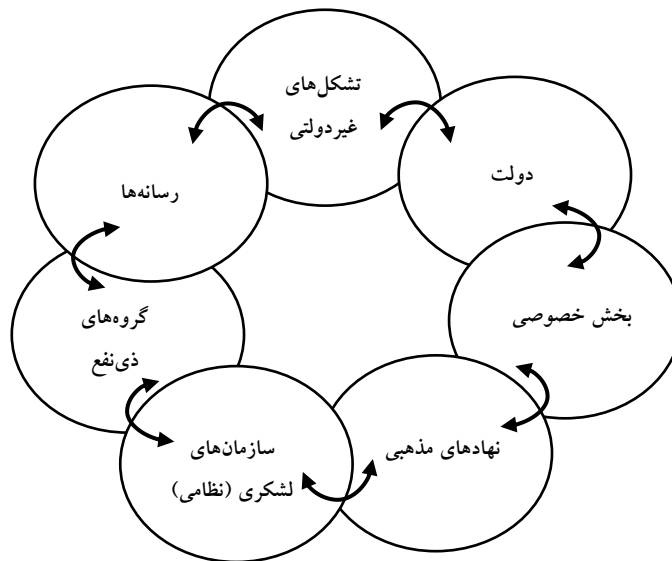 تشکل‌های
غیردولتی
دولت
رسانه‌ها
بخش خصوصی
گروه‌های
ذی‌نفع
نهادهای مذهبی
سازمان‌های
لشکری (نظامی)